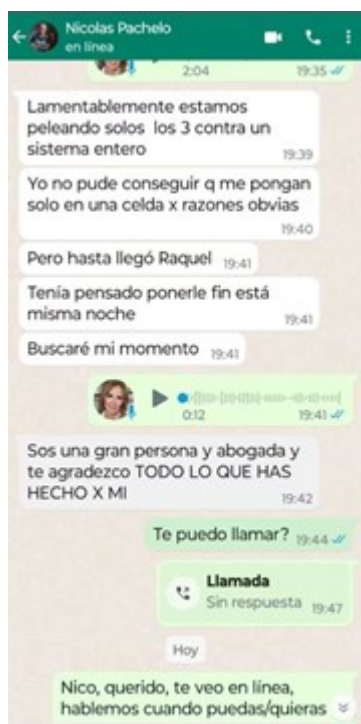 Nicolas Pachelo
en línea
2:04 19:35
Lamentablemente estamos
peleando solos los 3 contra un
sistema entero
19:39
Yo no pude conseguir q me pongan
solo en una celda x razones obvias
19:40
Pero hasta llegó Raquel 19:41
Tenía pensado ponerle fin está
misma noche 19:41
Buscaré mi momento 19:41
0:12 19:41
Sos una gran persona y abogada y
te agradezco TODO LO QUE HAS
HECHO X MI 19:42
Te puedo llamar? 19:44
Llamada
Sin respuesta 19:47
Hoy
Nico, querido, te veo en línea,
hablemos cuando puedas/quieras